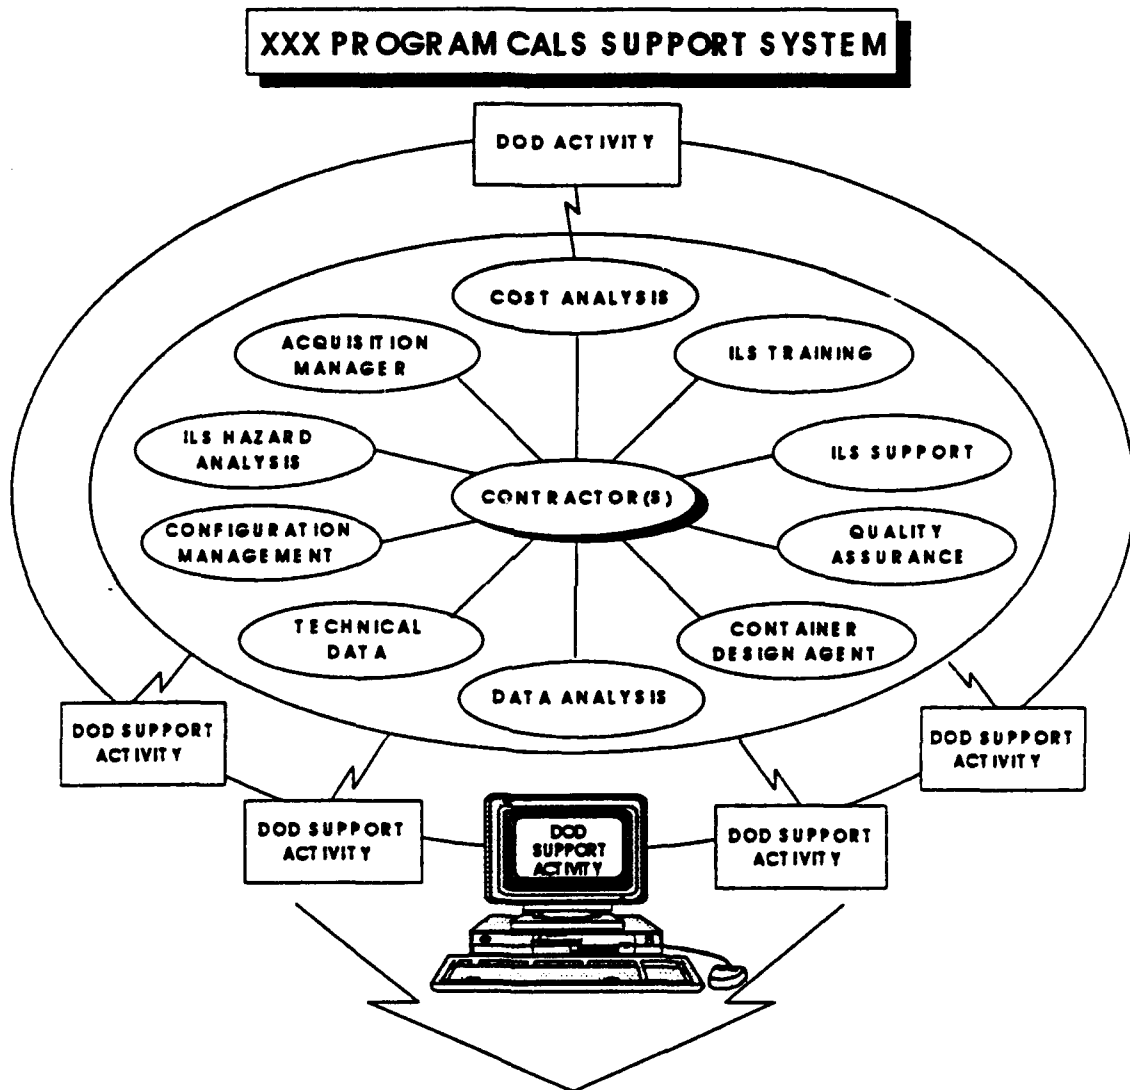 XXX PROGRAM CALS SUPPORT SYSTEM
DOD ACTIVITY
COST ANALYSIS
ACQUISITION
MANAGER
ILS TRAINING
ILS HAZARD
ANALYSIS
ILS SUPPORT
CONTRACTOR(S)
CONFIGURATION
MANAGEMENT
QUALITY
ASSURANCE
TECHNICAL
DATA
CONTAINER
DESIGN AGENT
DATA ANALYSIS
DOD SUPPORT
ACTIVITY
DOD SUPPORT
ACTIVITY
DOD SUPPORT
ACTIVITY
DOD
SUPPORT
ACTIVITY
DOD SUPPORT
ACTIVITY